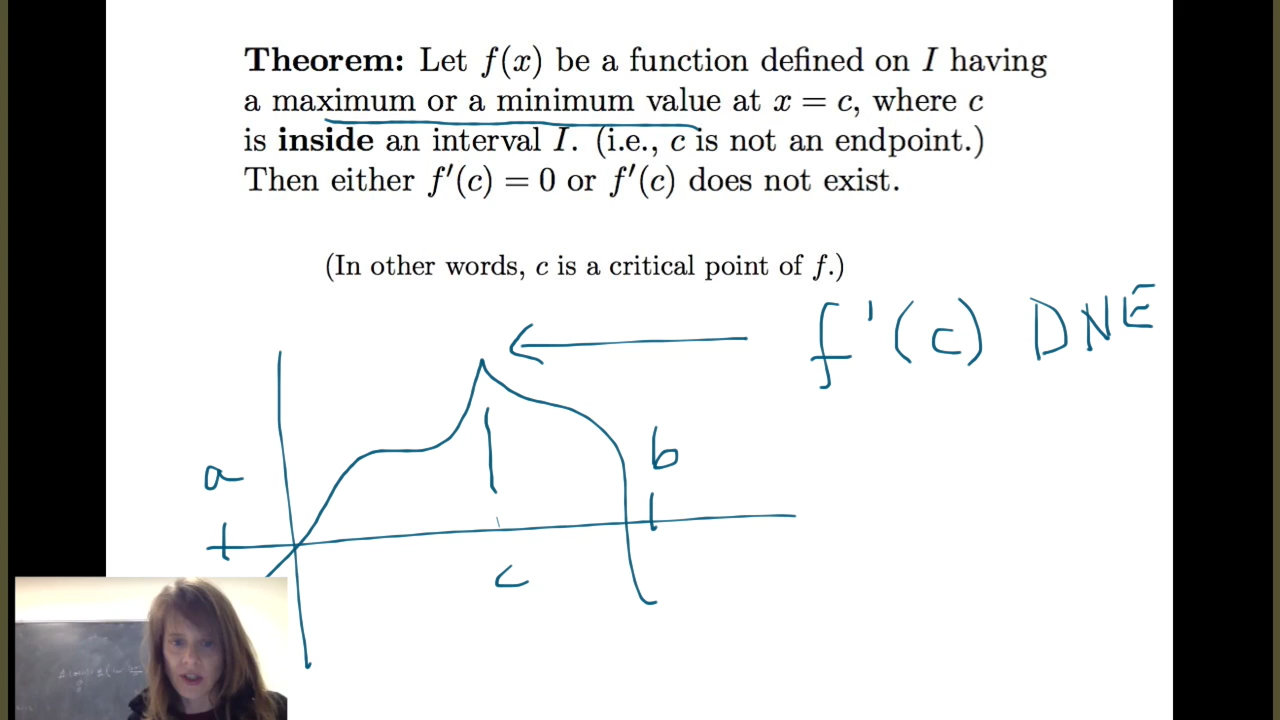 Theorem: Let f(x) be a function defined on I having
a maximum or a minimum value at x = c, where c
is inside an interval I. (i.e., c is not an endpoint.)
Then either f′(c) = 0 or f′(c) does not exist.
(In other words, c is a critical point of f.)
f'(c) DNE
a
b
c